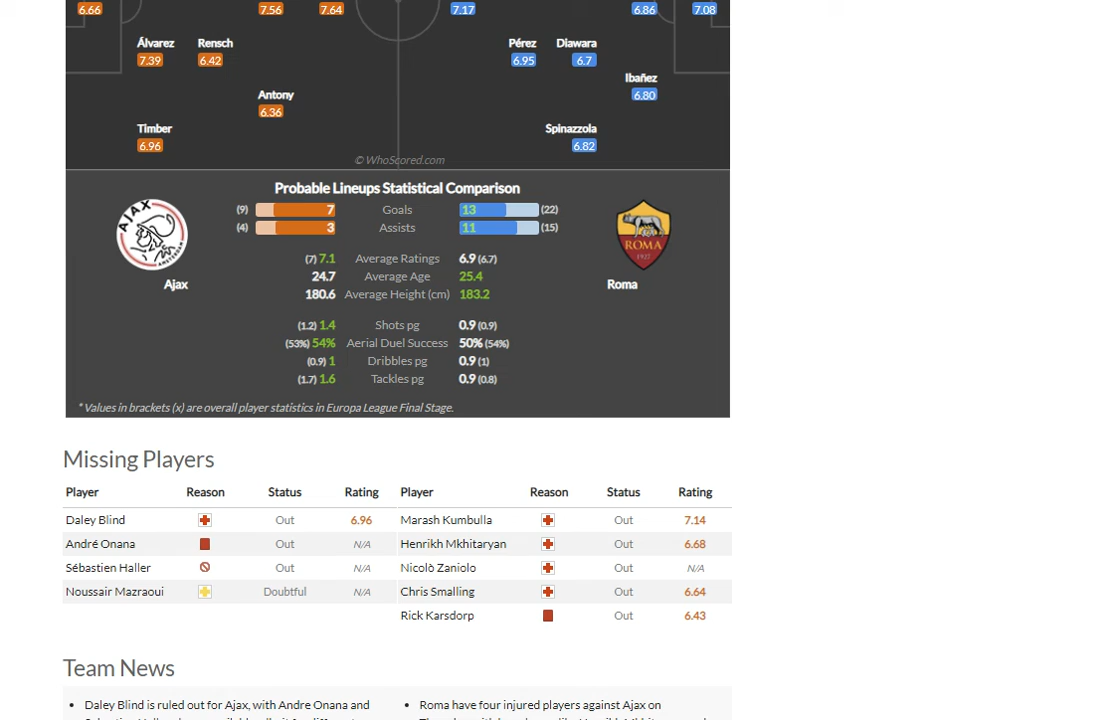 6.66 7.56 7.64 7.17 6.86 7.08
Álvarez Rensch Pérez Diawara
7.39 6.42 6.95 6.7
Ibañez
6.80
Antony
6.36
Timber Spinazzola
6.96 6.82
© WhoScored.com
Probable Lineups Statistical Comparison
(9) 7 Goals 13 (22)
(4) 3 Assists 11 (15)
AJAX
AMSTERDAM
ROMA
1927
(7) 7.1 Average Ratings 6.9 (6.7)
24.7 Average Age 25.4
Ajax Roma
180.6 Average Height (cm) 183.2
(1.2) 1.4 Shots pg 0.9 (0.9)
(53%) 54% Aerial Duel Success 50% (54%)
(0.9) 1 Dribbles pg 0.9 (1)
(1.7) 1.6 Tackles pg 0.9 (0.8)
* Values in brackets (x) are overall player statistics in Europa League Final Stage.
Missing Players
Player Reason Status Rating Player Reason Status Rating
Daley Blind Out 6.96 Marash Kumbulla Out 7.14
André Onana Out N/A Henrikh Mkhitaryan Out 6.68
Sébastien Haller Out N/A Nicolò Zaniolo Out N/A
Noussair Mazraoui Doubtful N/A Chris Smalling Out 6.64
Rick Karsdorp Out 6.43
Team News
• Daley Blind is ruled out for Ajax, with Andre Onana and
• Roma have four injured players against Ajax on